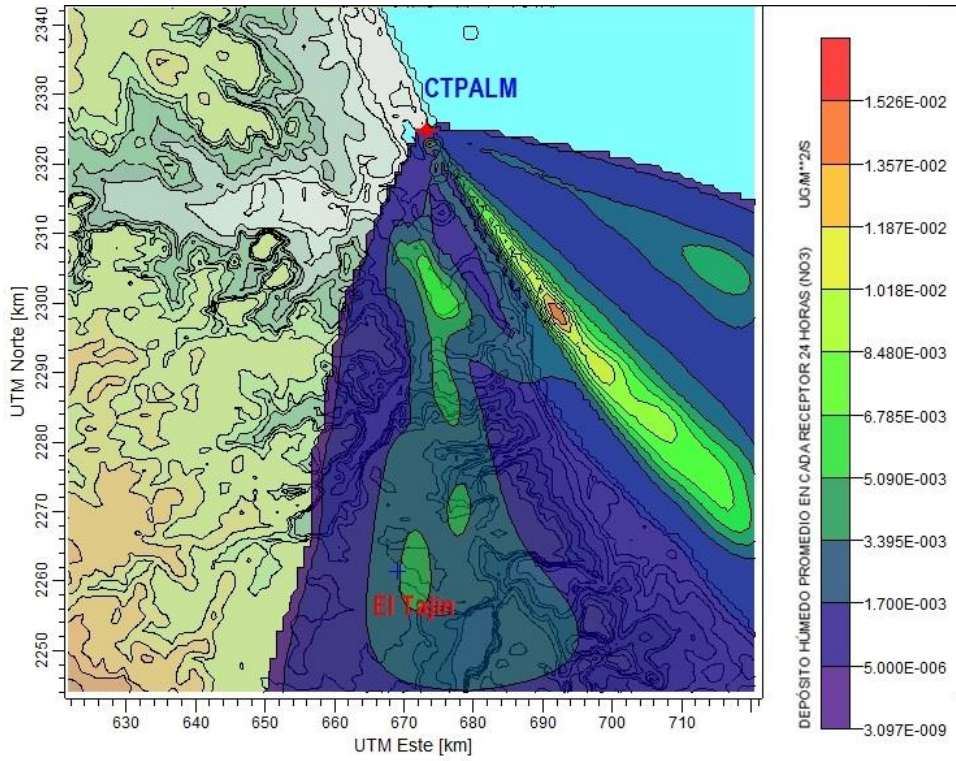 CTPALM
El Tajin
UTM Norte [km]
2340
2330
2320
2310
2300
2290
2280
2270
2260
2250
630 640 650 660 670 680 690 700 710
UTM Este [km]
DEPÓSITO HÚMEDO PROMEDIO EN CADA RECEPTOR 24 HORAS (NO3) UG/M**2/S
1.526E-002
1.357E-002
1.187E-002
1.018E-002
8.480E-003
6.785E-003
5.090E-003
3.395E-003
1.700E-003
5.000E-006
3.097E-009